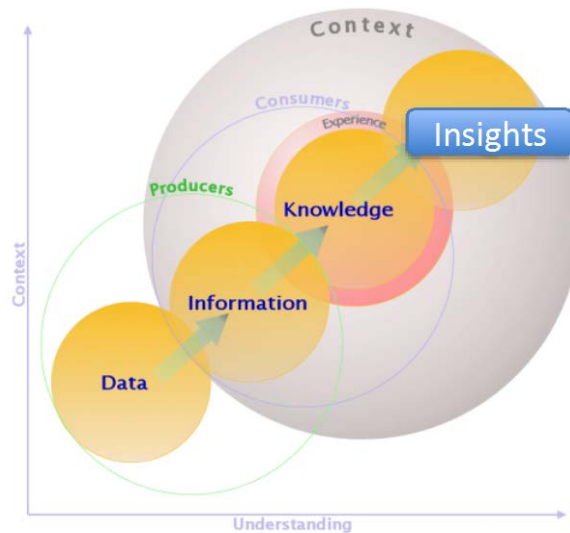 Context
Consumers
Experience
Insights
Producers
Knowledge
Information
Data
Context
Understanding